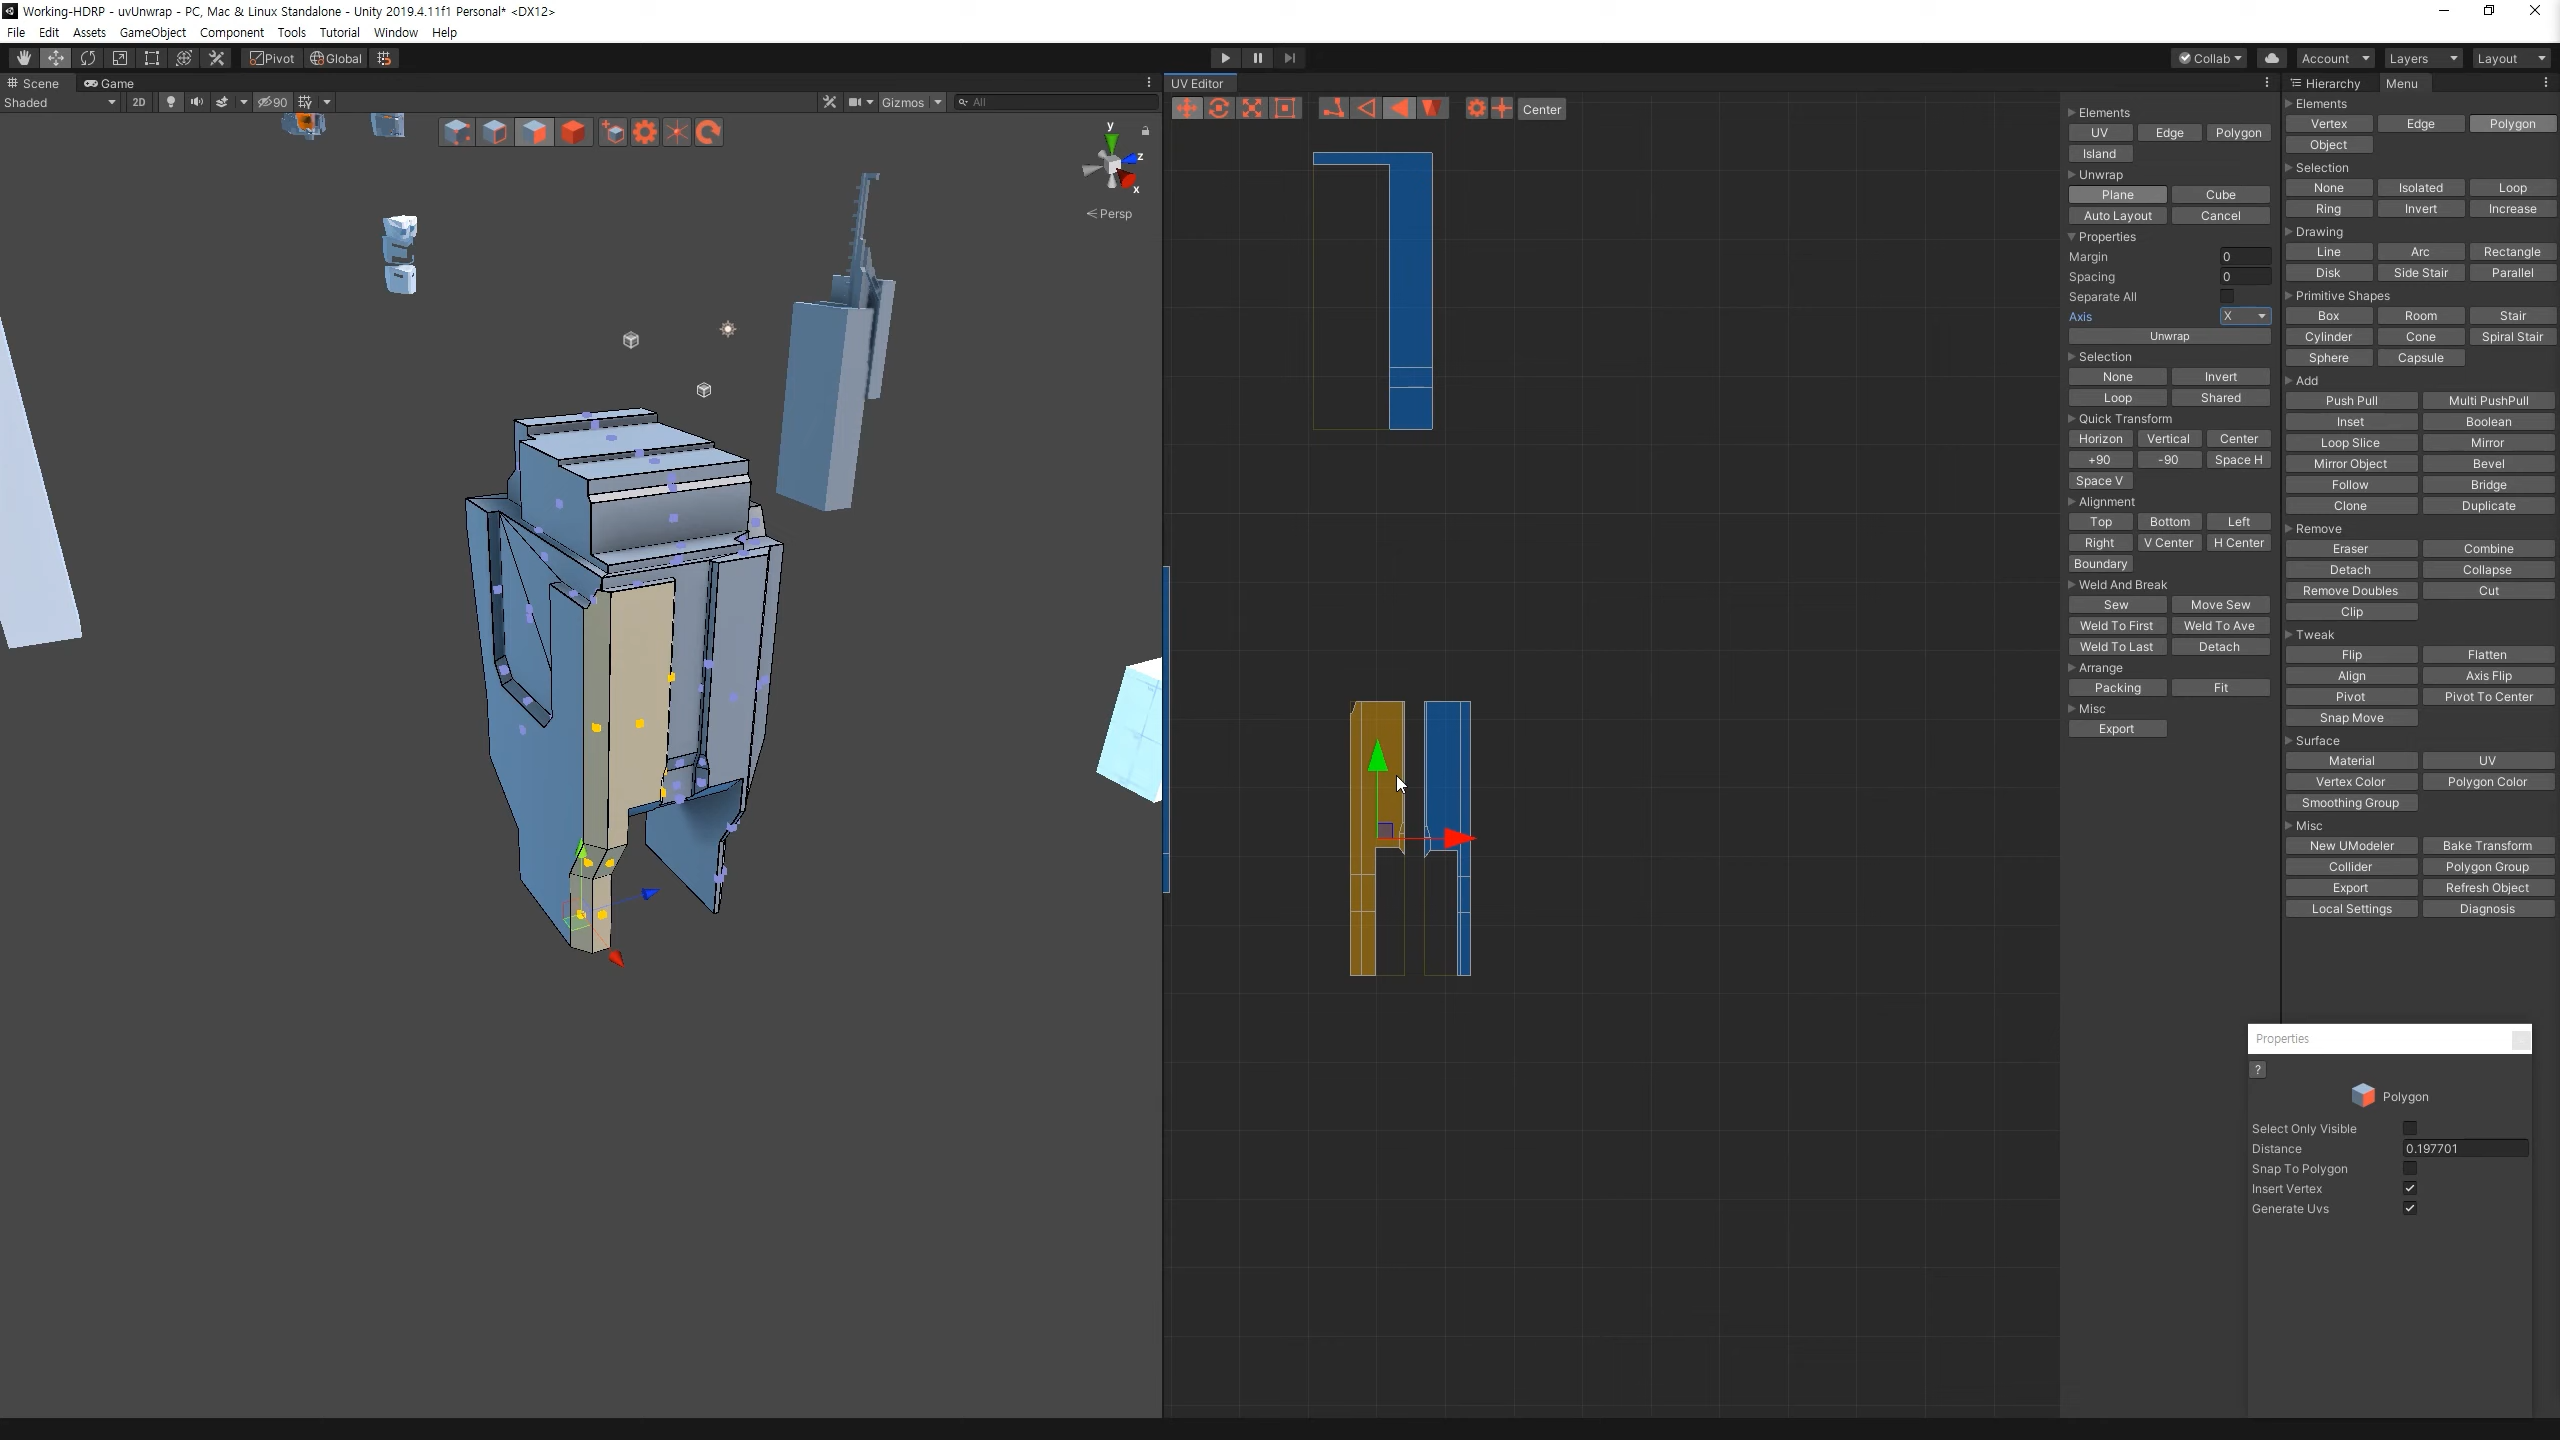 Working-HDRP - uvUnwrap - PC, Mac & Linux Standalone - Unity 2019.4.11f1 Personal* <DX12>
File Edit Assets GameObject Component Tools Tutorial Window Help
Pivot Global Collab Account Layers Layout
Scene Game
Shaded 2D 90 Gizmos All
y
z
x
Persp
UV Editor
Center
Elements
UV Edge Polygon
Island
Unwrap
Plane Cube
Auto Layout Cancel
Properties
Margin 0
Spacing 0
Separate All
Axis X
Unwrap
Selection
None Invert
Loop Shared
Quick Transform
Horizon Vertical Center
+90 -90 Space H
Space V
Alignment
Top Bottom Left
Right V Center H Center
Boundary
Weld And Break
Sew Move Sew
Weld To First Weld To Ave
Weld To Last Detach
Arrange
Packing Fit
Misc
Export
Hierarchy Menu
Elements
Vertex Edge Polygon
Object
Selection
None Isolated Loop
Ring Invert Increase
Drawing
Line Arc Rectangle
Disk Side Stair Parallel
Primitive Shapes
Box Room Stair
Cylinder Cone Spiral Stair
Sphere Capsule
Add
Push Pull Multi PushPull
Inset Boolean
Loop Slice Mirror
Mirror Object Bevel
Follow Bridge
Clone Duplicate
Remove
Eraser Combine
Detach Collapse
Remove Doubles Cut
Clip
Tweak
Flip Flatten
Align Axis Flip
Pivot Pivot To Center
Snap Move
Surface
Material UV
Vertex Color Polygon Color
Smoothing Group
Misc
New UModeler Bake Transform
Collider Polygon Group
Export Refresh Object
Local Settings Diagnosis
Properties
?
Polygon
Select Only Visible
Distance 0.197701
Snap To Polygon
Insert Vertex
Generate Uvs